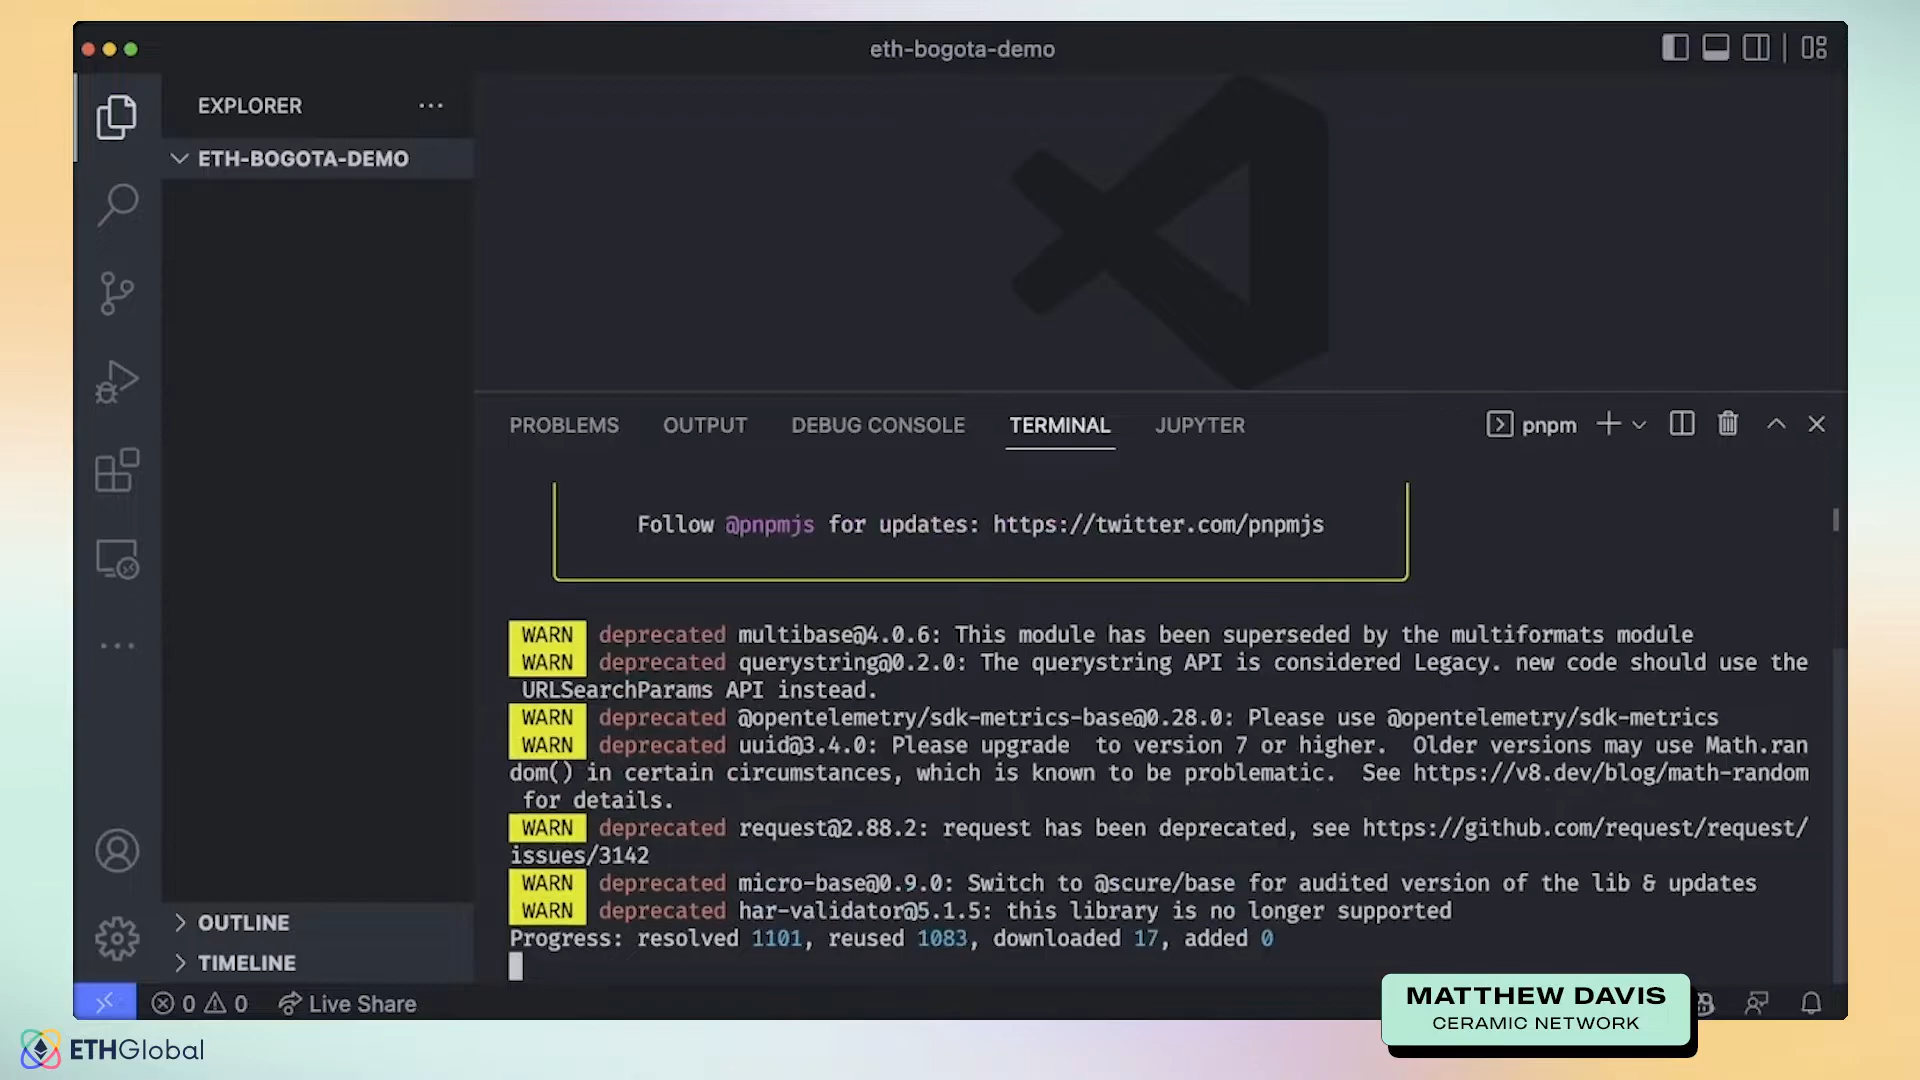 eth-bogota-demo
EXPLORER
ETH-BOGOTA-DEMO
PROBLEMS OUTPUT DEBUG CONSOLE TERMINAL JUPYTER pnpm
Follow @pnpmjs for updates: https://twitter.com/pnpmjs
WARN deprecated multibase@4.0.6: This module has been superseded by the multiformats module
WARN deprecated querystring@0.2.0: The querystring API is considered Legacy. new code should use the
URLSearchParams API instead.
WARN deprecated @opentelemetry/sdk-metrics-base@0.28.0: Please use @opentelemetry/sdk-metrics
WARN deprecated uuid@3.4.0: Please upgrade  to version 7 or higher.  Older versions may use Math.ran
dom() in certain circumstances, which is known to be problematic.  See https://v8.dev/blog/math-random
for details.
WARN deprecated request@2.88.2: request has been deprecated, see https://github.com/request/request/
issues/3142
WARN deprecated micro-base@0.9.0: Switch to @scure/base for audited version of the lib & updates
WARN deprecated har-validator@5.1.5: this library is no longer supported
Progress: resolved 1101, reused 1083, downloaded 17, added 0
OUTLINE
TIMELINE
0 0 Live Share
MATTHEW DAVIS
CERAMIC NETWORK
ETHGlobal